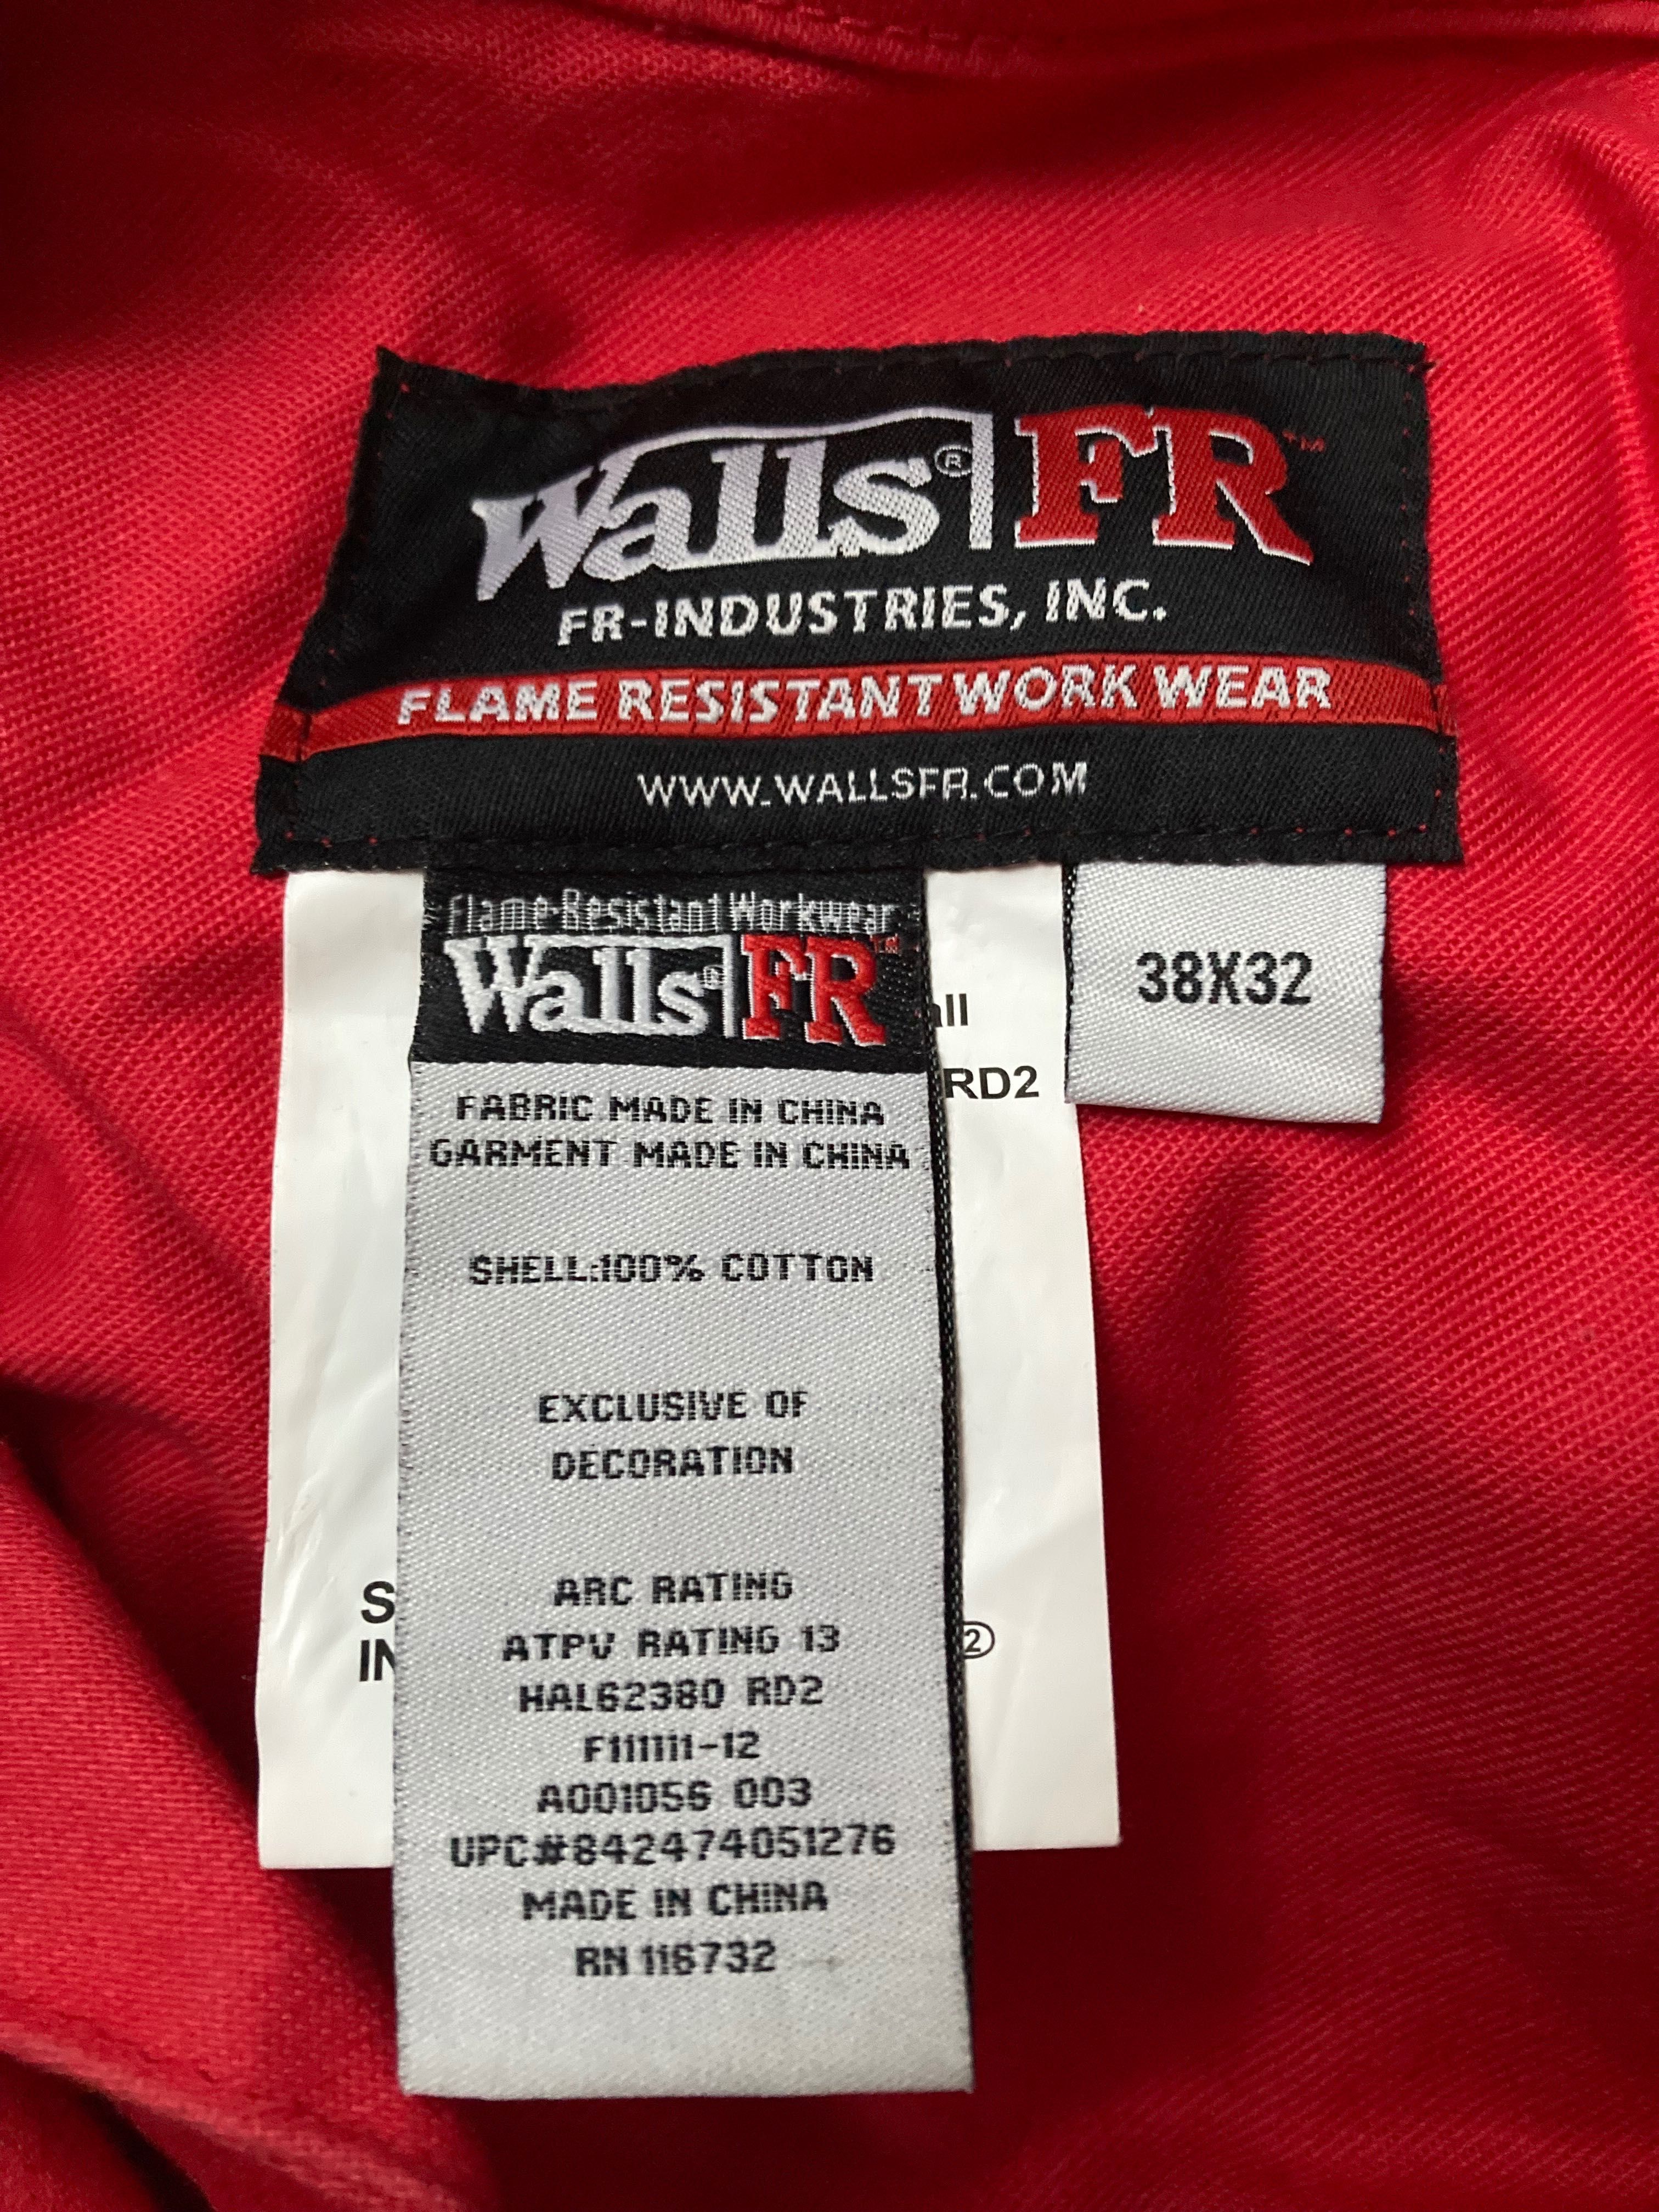 Walls® FR™
FR-INDUSTRIES, INC.
FLAME RESISTANT WORK WEAR
WWW.WALLSFR.COM
Flame-Resistant Workwear
Walls® FR™
FABRIC MADE IN CHINA
GARMENT MADE IN CHINA
SHELL:100% COTTON
EXCLUSIVE OF
DECORATION
ARC RATING
ATPV RATING 13
HAL62380 RD2
F111111-12
A001056 003
UPC#842474051276
MADE IN CHINA
RN 116732
38X32
RD2